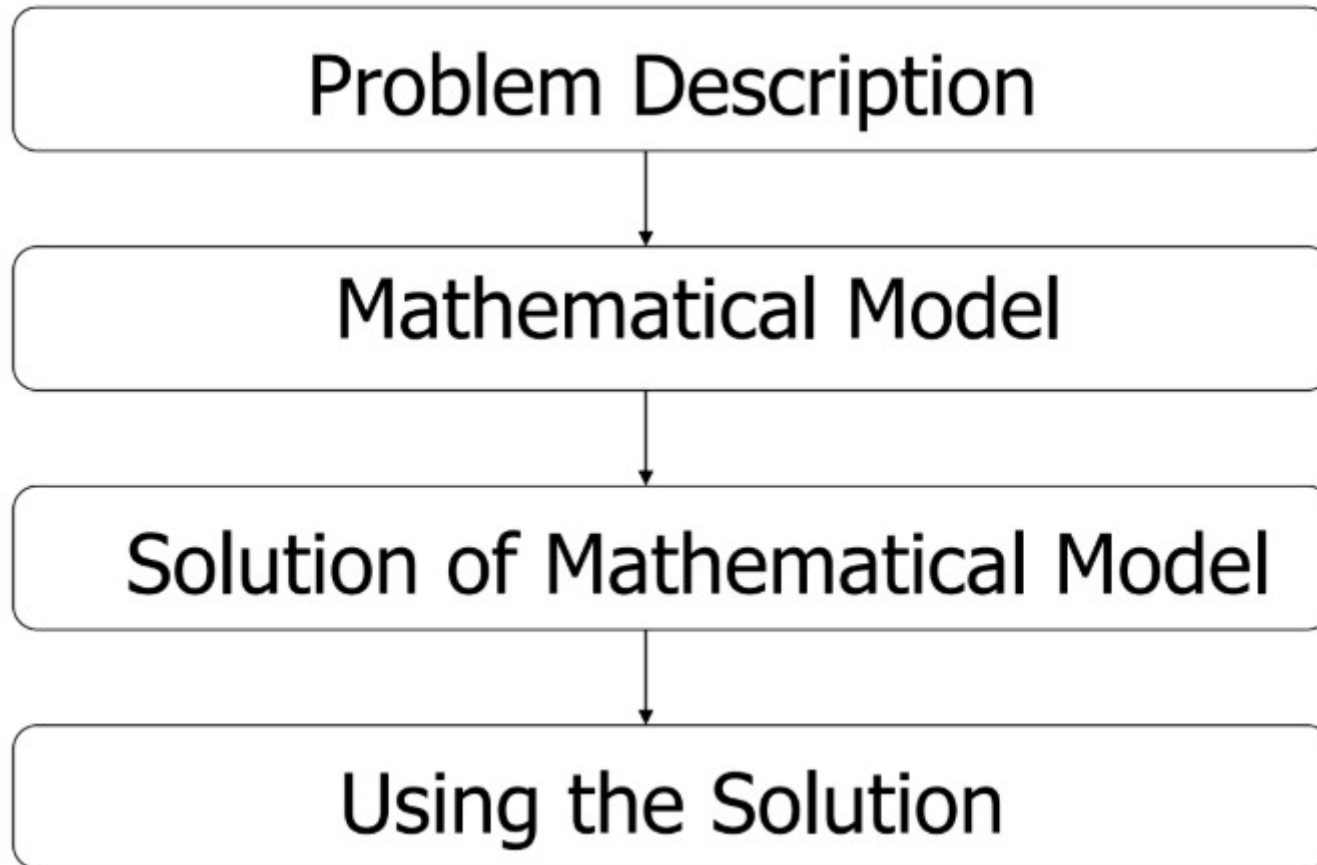 Problem Description
Mathematical Model
Solution of Mathematical Model
Using the Solution